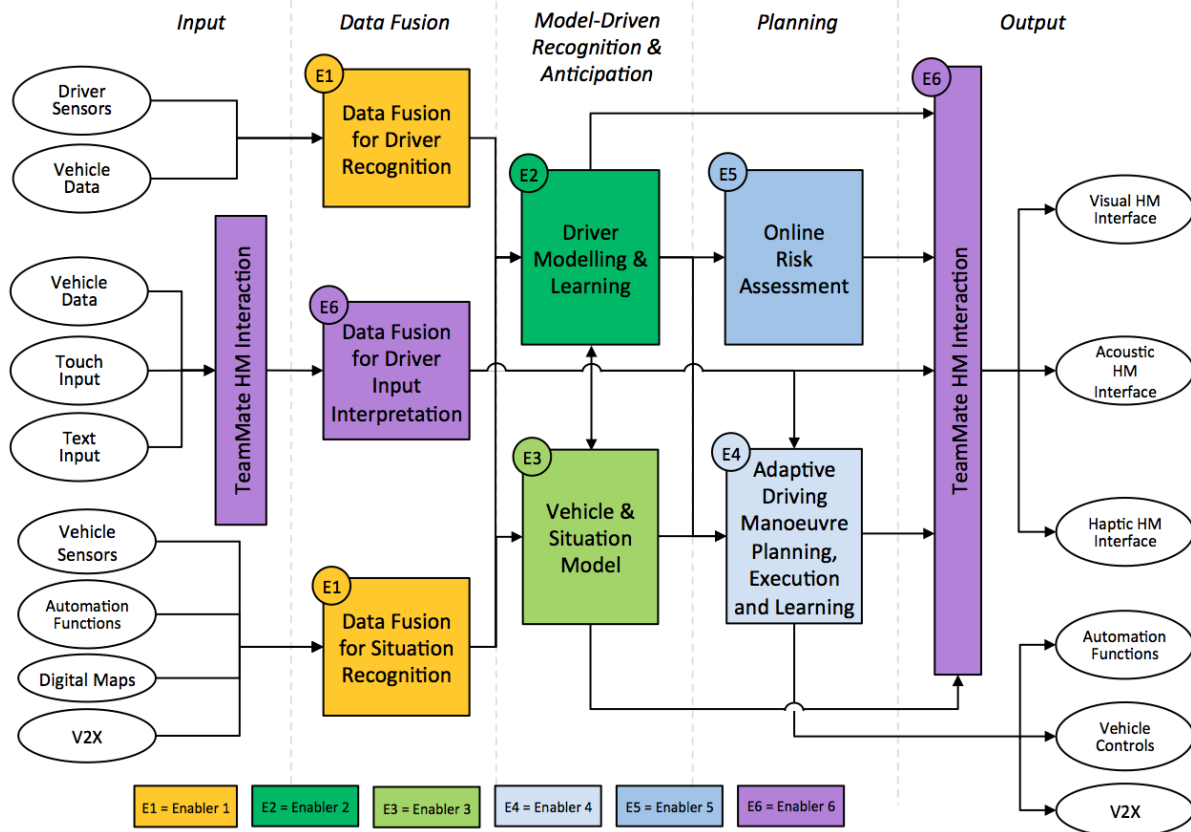 Input
Data Fusion
Model-Driven
Recognition &
Anticipation
Planning
Output
Driver
Sensors
Vehicle
Data
Vehicle
Data
Touch
Input
Text
Input
Vehicle
Sensors
Automation
Functions
Digital Maps
V2X
TeamMate HM Interaction
E1
Data Fusion
for Driver
Recognition
E6
Data Fusion
for Driver
Input
Interpretation
E1
Data Fusion
for Situation
Recognition
E2
Driver
Modelling &
Learning
E3
Vehicle &
Situation
Model
E5
Online
Risk
Assessment
E4
Adaptive
Driving
Manoeuvre
Planning,
Execution
and Learning
E6
TeamMate HM Interaction
Visual HM
Interface
Acoustic
HM
Interface
Haptic HM
Interface
Automation
Functions
Vehicle
Controls
V2X
E1 = Enabler 1
E2 = Enabler 2
E3 = Enabler 3
E4 = Enabler 4
E5 = Enabler 5
E6 = Enabler 6